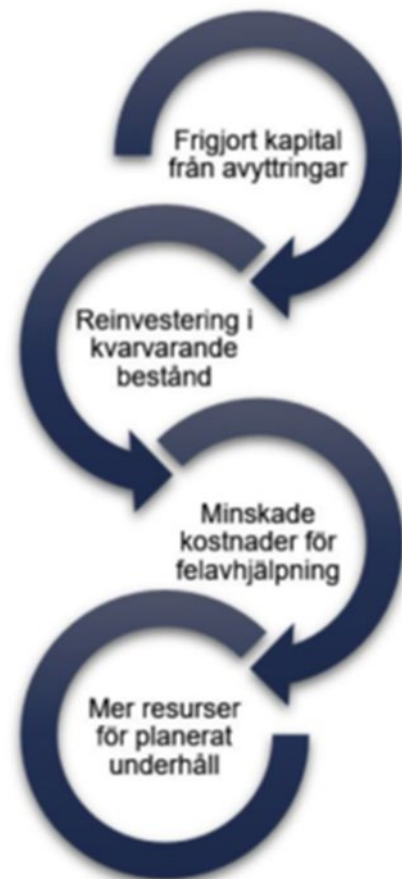 Frigjort kapital
från avyttringar
Reinvestering i
kvarvarande
bestånd
Minskade
kostnader för
felavhjälpning
Mer resurser
för planerat
underhåll